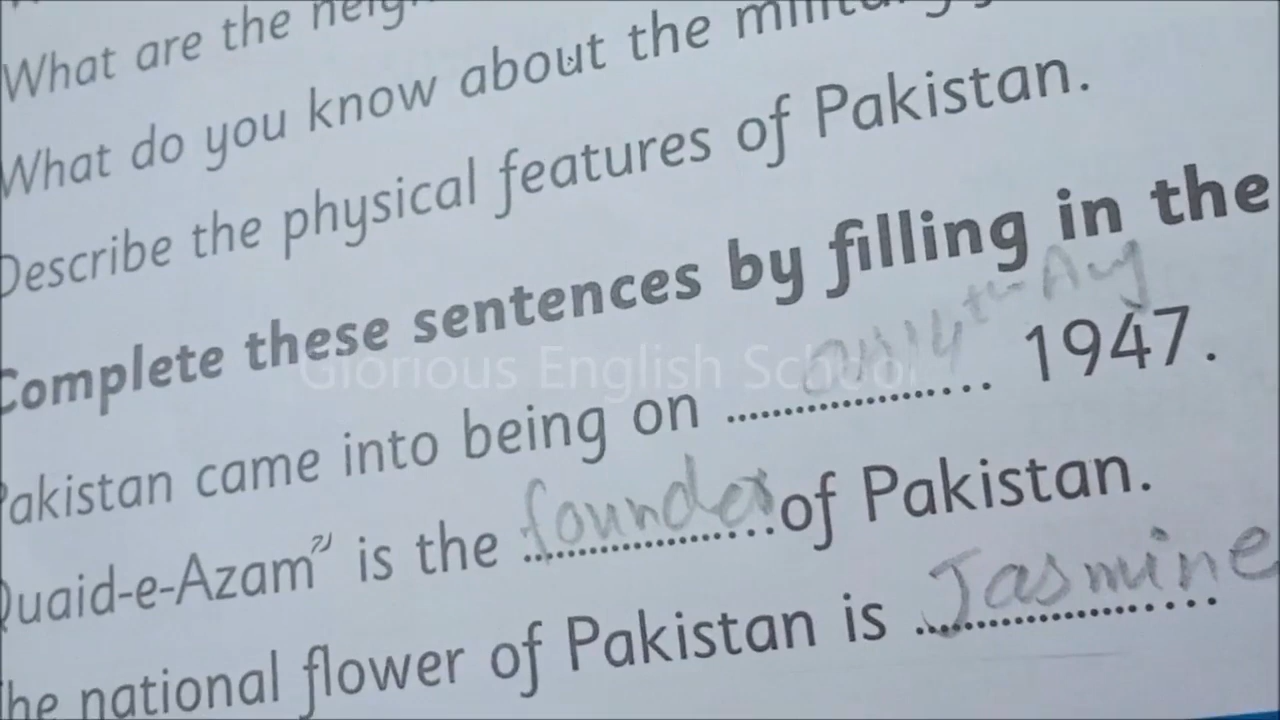 What are the
What do you know about the
Describe the physical features of Pakistan.
Complete these sentences by filling in the
Glorious English School
Pakistan came into being on 14th Aug 1947.
Quaid-e-Azam is the founder of Pakistan.
The national flower of Pakistan is Jasmine